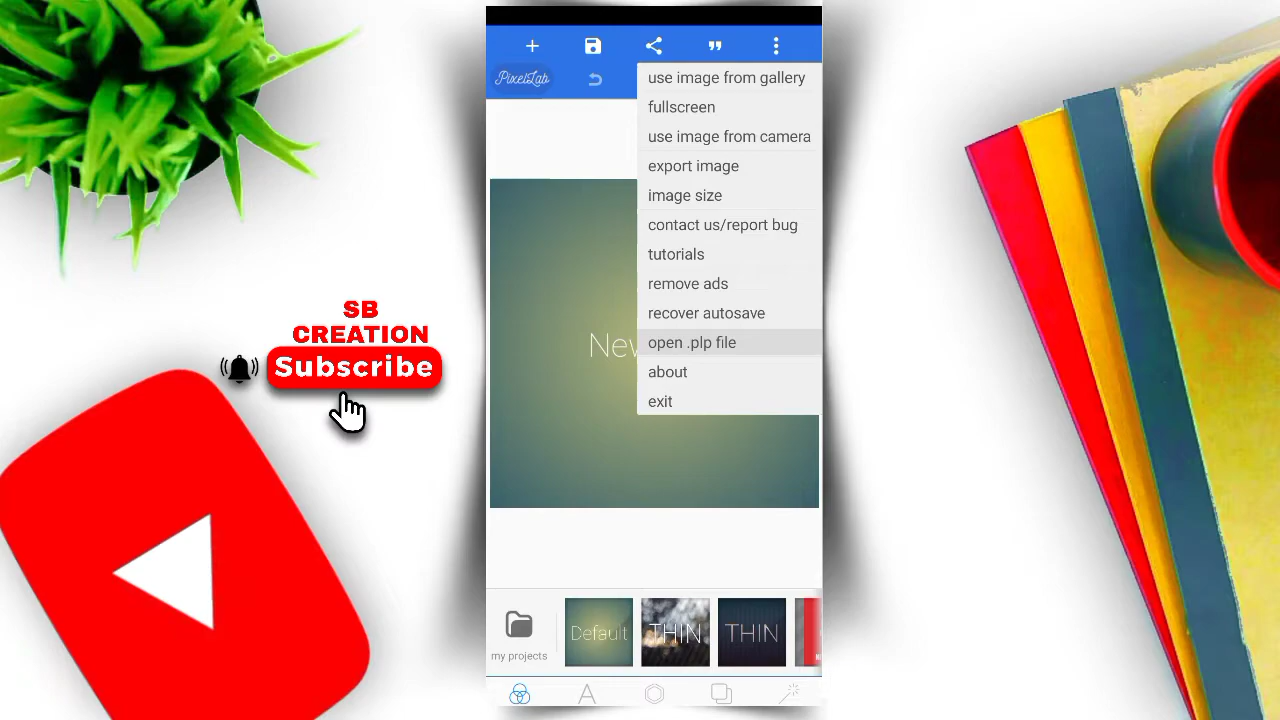 PixelLab
use image from gallery
fullscreen
use image from camera
export image
image size
contact us/report bug
tutorials
remove ads
recover autosave
open .plp file
about
exit
SB
CREATION
Subscribe
my projects
Default
THIN
THIN